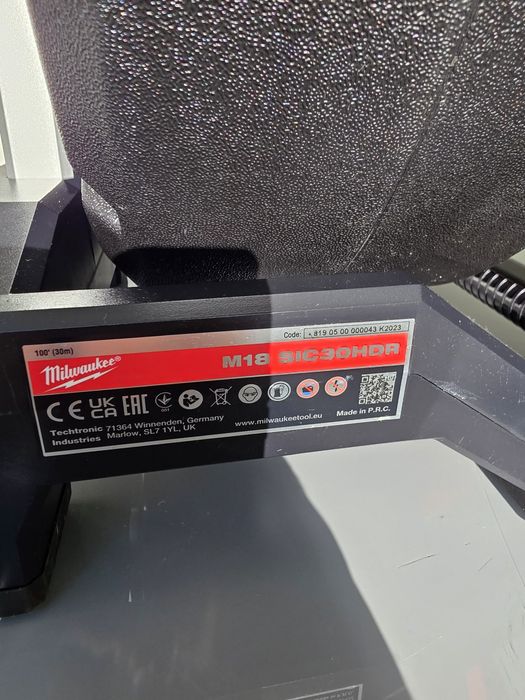 Code: 4819 05 00 000043 K2023
100' (30m)
Milwaukee®
M18 SIC30HDR
CE UK CA EAC
001
Techtronic 71364 Winnenden, Germany
Industries Marlow, SL7 1YL, UK
www.milwaukeetool.eu
Made in P.R.C.